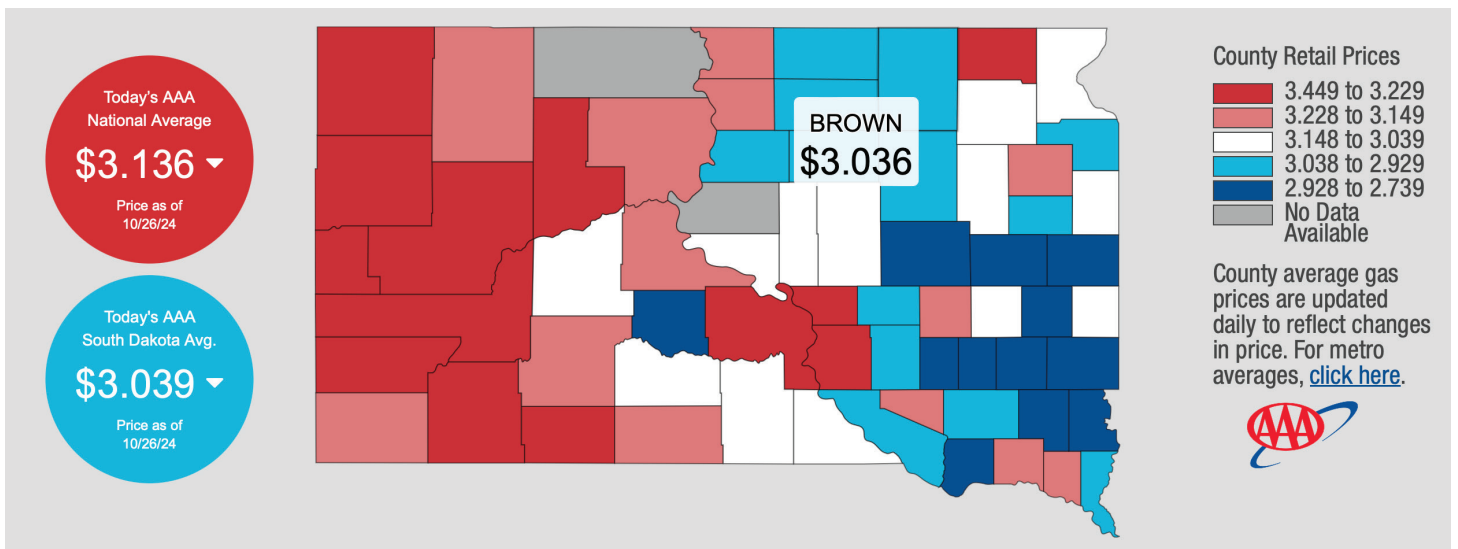 Today's AAA
National Average
$3.136
Price as of
10/26/24
Today's AAA
South Dakota Avg.
$3.039
Price as of
10/26/24
BROWN
$3.036
County Retail Prices
3.449 to 3.229
3.228 to 3.149
3.148 to 3.039
3.038 to 2.929
2.928 to 2.739
No Data
Available
County average gas
prices are updated
daily to reflect changes
in price. For metro
averages, click here.
AAA